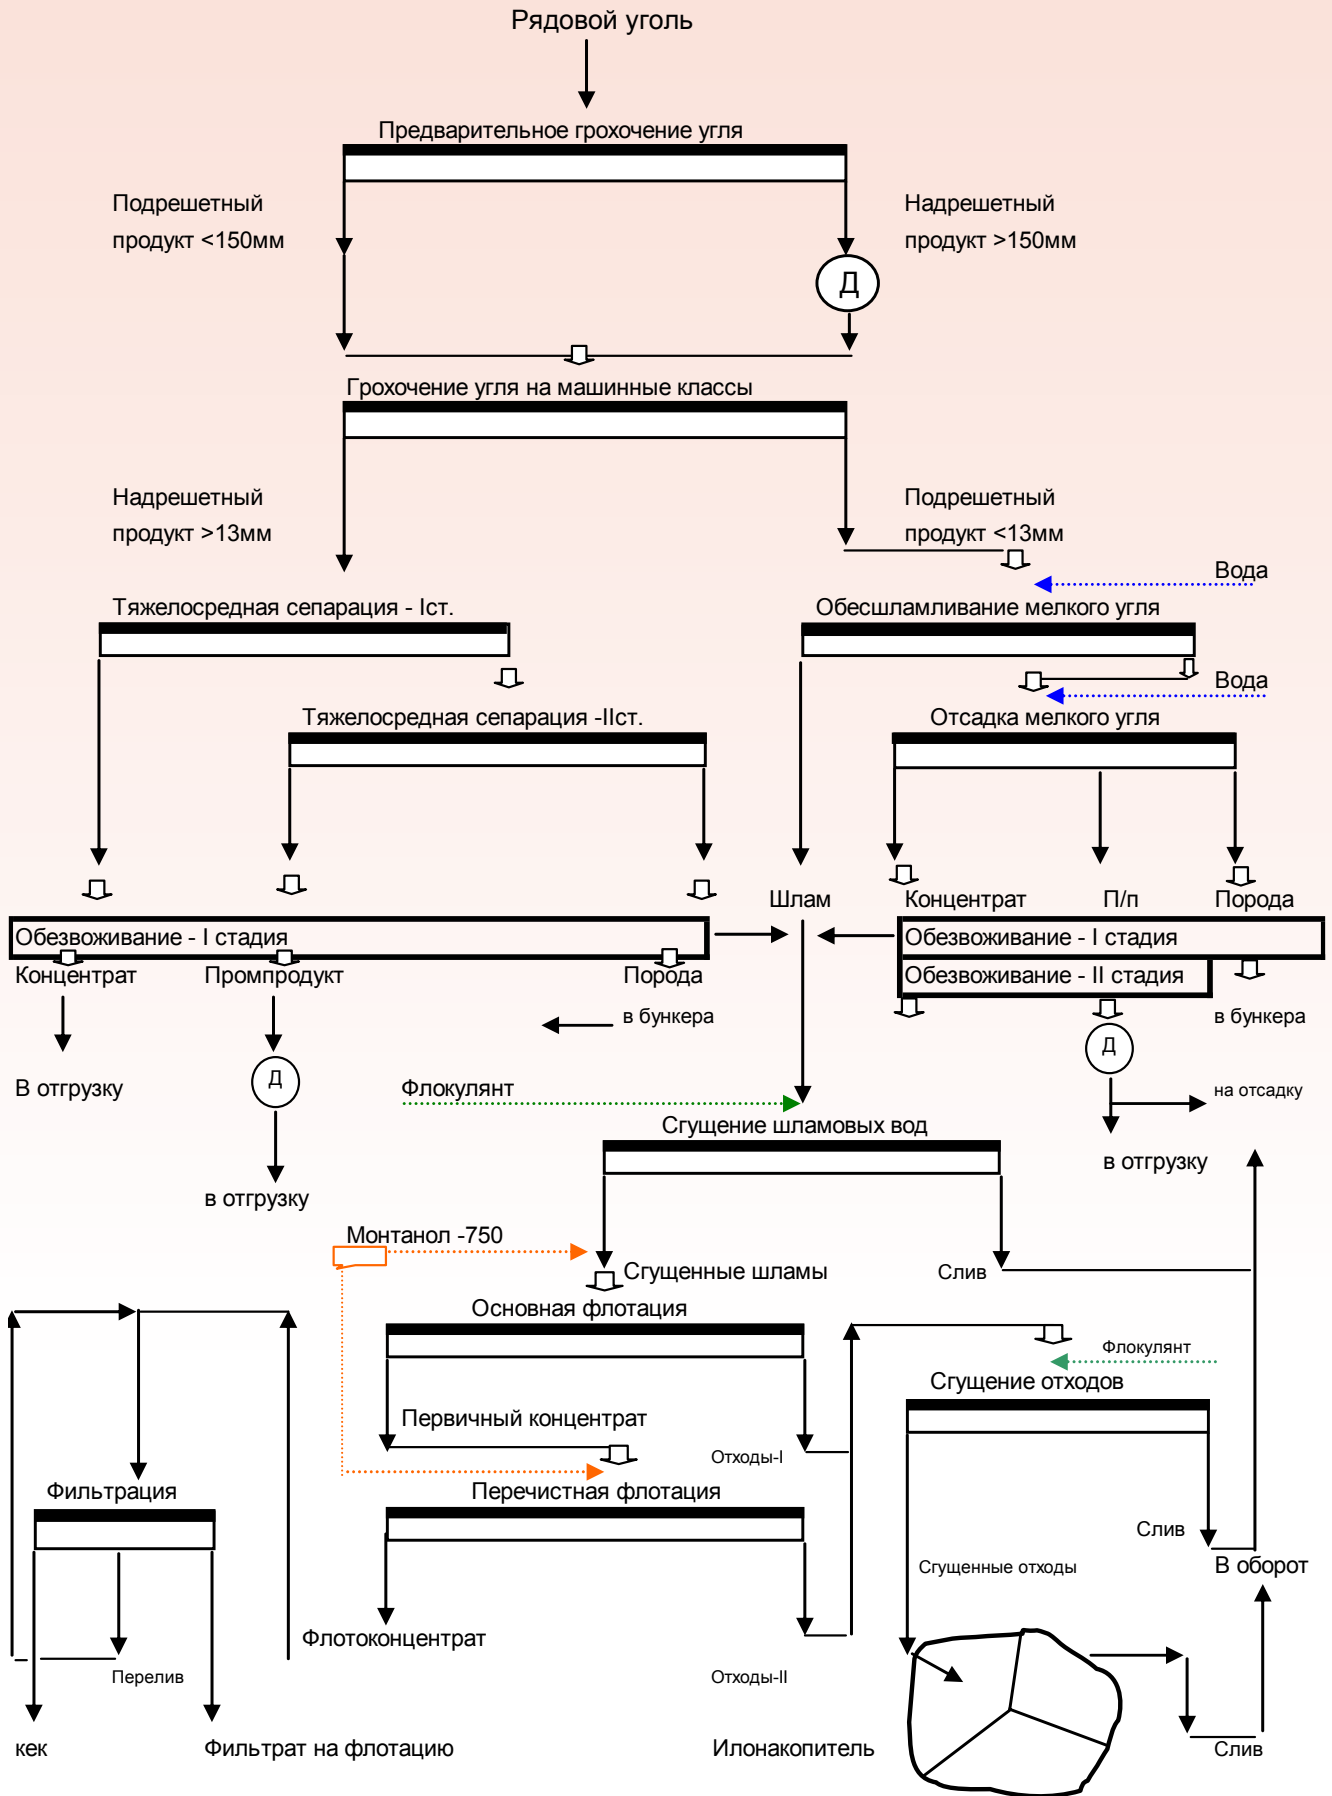 Рядовой уголь
Предварительное грохочение угля
Подрешетный
продукт <150мм
Надрешетный
продукт >150мм
Д
Грохочение угля на машинные классы
Надрешетный
продукт >13мм
Подрешетный
продукт <13мм
Вода
Тяжелосредная сепарация - Iст.
Обесшламливание мелкого угля
Вода
Тяжелосредная сепарация -IIст.
Отсадка мелкого угля
Шлам
Концентрат
П/п
Порода
Обезвоживание - I стадия
Обезвоживание - I стадия
Концентрат
Промпродукт
Порода
Обезвоживание - II стадия
в бункера
в бункера
Д
Д
В отгрузку
Флокулянт
на отсадку
Сгущение шламовых вод
в отгрузку
в отгрузку
Монтанол -750
Сгущенные шламы
Слив
Основная флотация
Флокулянт
Сгущение отходов
Первичный концентрат
Отходы-I
Фильтрация
Перечистная флотация
Слив
Сгущенные отходы
В оборот
Флотоконцентрат
Перелив
Отходы-II
кек
Фильтрат на флотацию
Илонакопитель
Слив